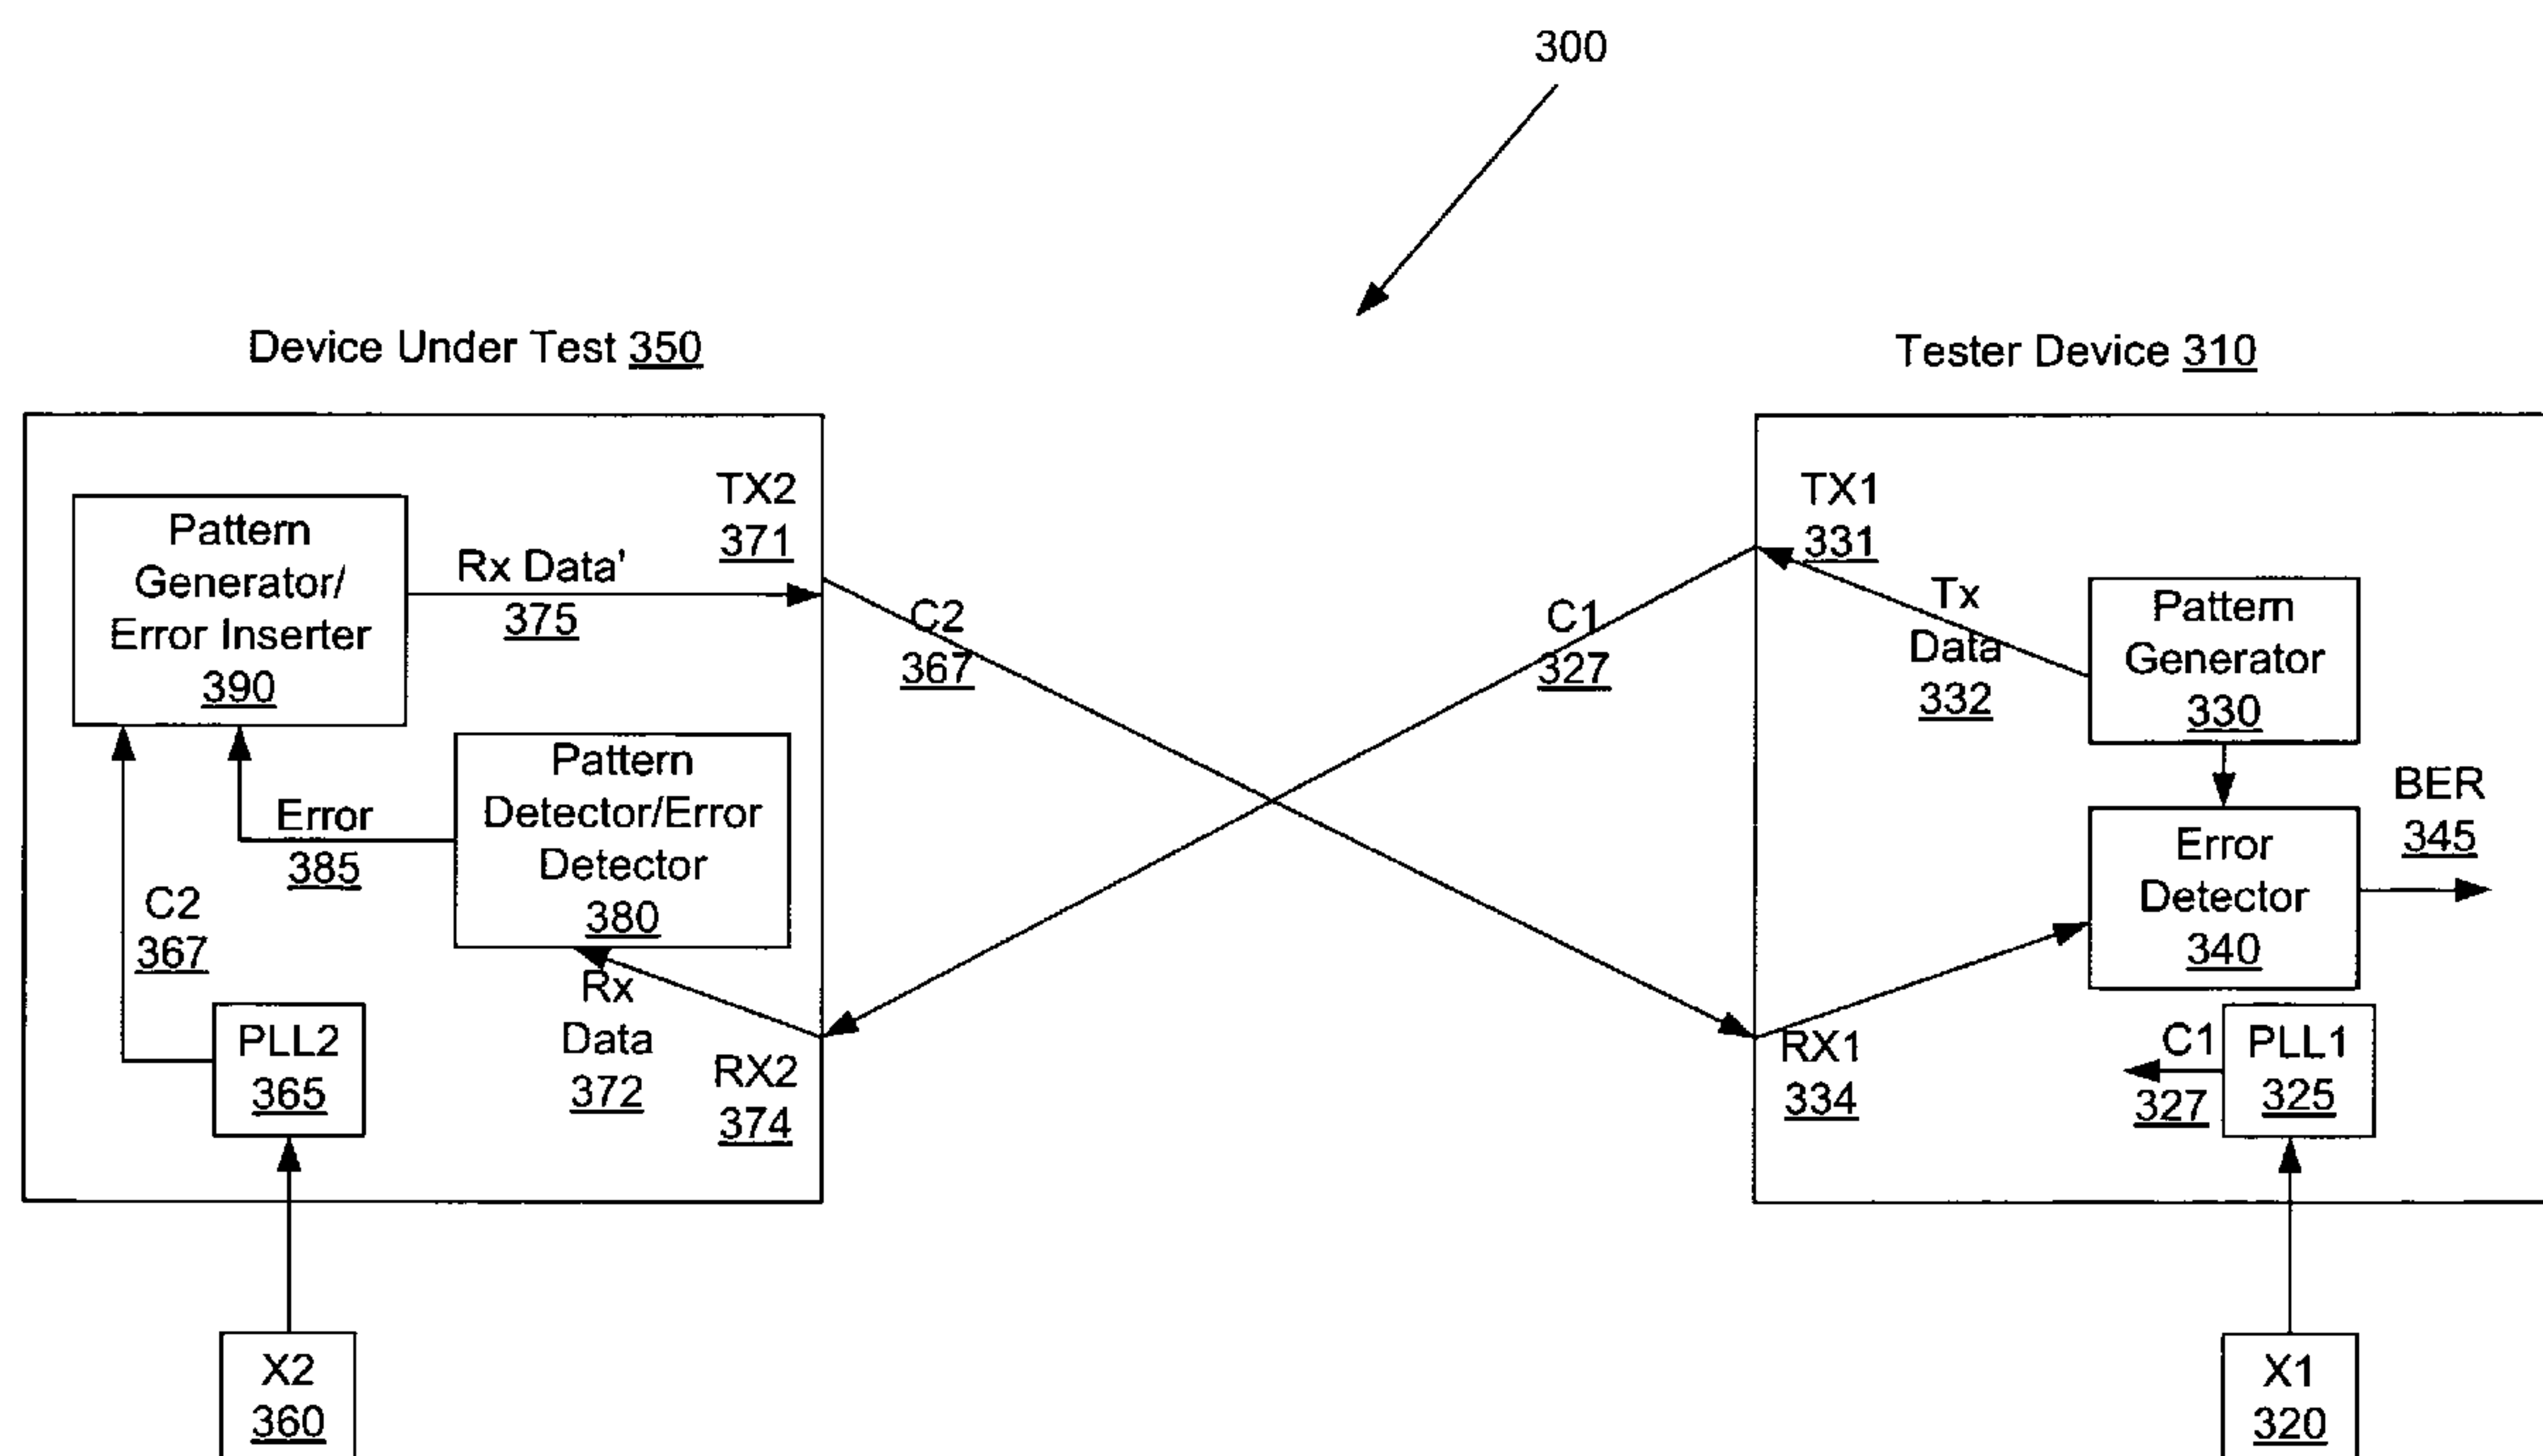 300
Device Under Test 350
Tester Device 310
Pattern
Generator/
Error Inserter
390
Rx Data'
375
TX2
371
C2
367
C1
327
TX1
331
Tx
Data
332
Pattern
Generator
330
Pattern
Detector/Error
Detector
380
Error
385
C2
367
PLL2
365
Rx
Data
372
RX2
374
BER
345
Error
Detector
340
RX1
334
C1
327
PLL1
325
X2
360
X1
320